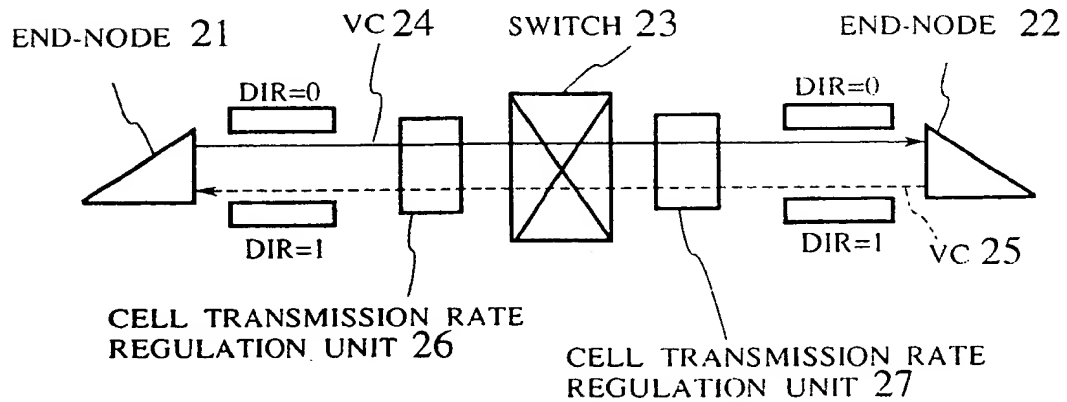 END-NODE 21
VC 24
SWITCH 23
END-NODE 22
DIR=0
DIR=0
DIR=1
DIR=1
VC 25
CELL TRANSMISSION RATE
REGULATION UNIT 26
CELL TRANSMISSION RATE
REGULATION UNIT 27